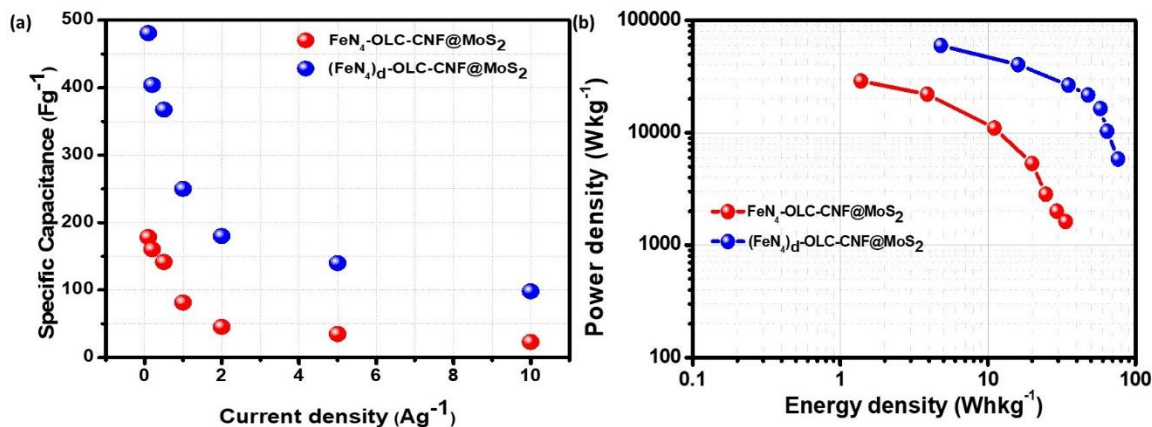 (a)
Specific Capacitance (Fg⁻¹)
500
400
300
200
100
0
FeN₄-OLC-CNF@MoS₂
(FeN₄)d-OLC-CNF@MoS₂
0 2 4 6 8 10
Current density (Ag⁻¹)
(b)
Power density (Wkg⁻¹)
100000
10000
1000
100
FeN₄-OLC-CNF@MoS₂
(FeN₄)d-OLC-CNF@MoS₂
0.1 1 10 100
Energy density (Whkg⁻¹)